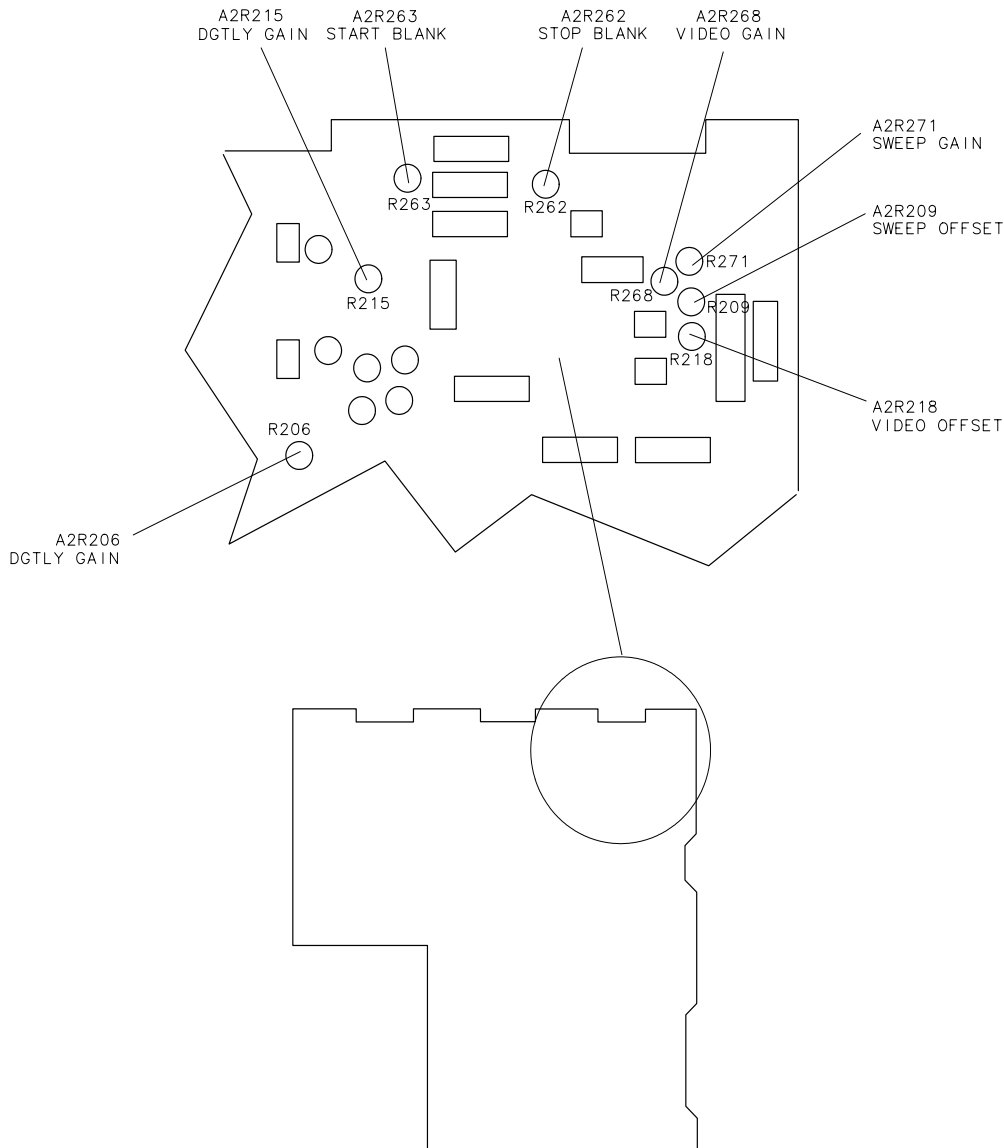 A2R215
DGTLY GAIN
A2R263
START BLANK
A2R262
STOP BLANK
A2R268
VIDEO GAIN
A2R271
SWEEP GAIN
R263
R262
A2R209
SWEEP OFFSET
R271
R215
R268
R209
R218
A2R218
VIDEO OFFSET
R206
A2R206
DGTLY GAIN